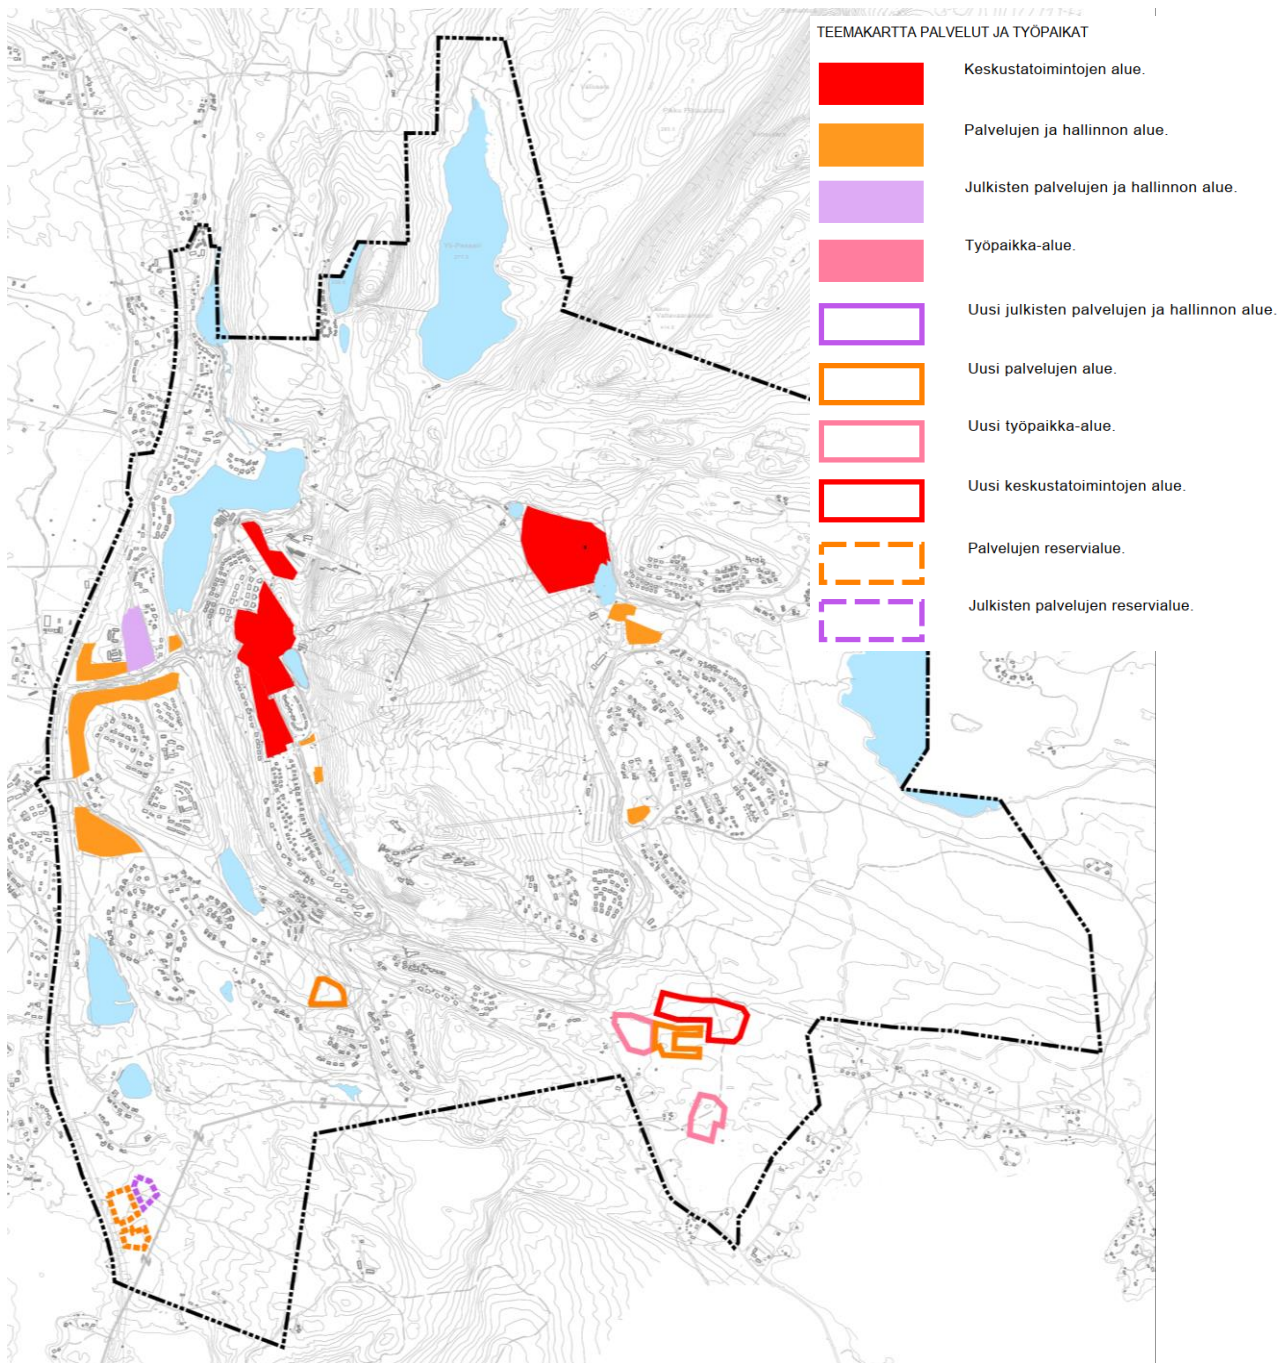 TEEMAKARTTA PALVELUT JA TYÖPAIKAT
Keskustatoimintojen alue.
Palvelujen ja hallinnon alue.
Julkisten palvelujen ja hallinnon alue.
Työpaikka-alue.
Uusi julkisten palvelujen ja hallinnon alue.
Uusi palvelujen alue.
Uusi työpaikka-alue.
Uusi keskustatoimintojen alue.
Palvelujen reservialue.
Julkisten palvelujen reservialue.